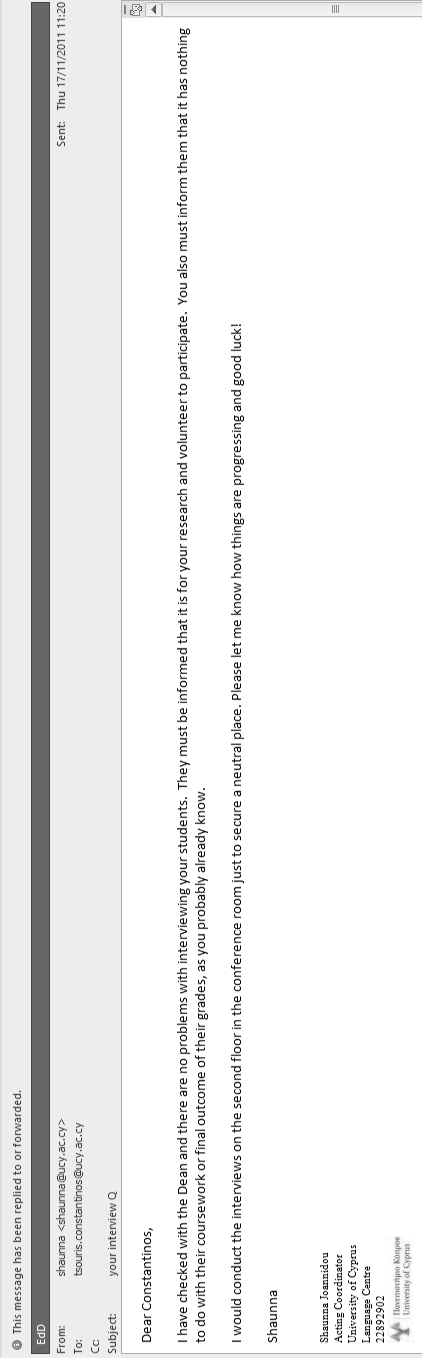 This message has been replied to or forwarded.
EdD
From: shaunna <shaunna@ucy.ac.cy> Sent: Thu 17/11/2011 11:20
To: tsouris.constantinos@ucy.ac.cy
Cc:
Subject: your interview Q
Dear Constantinos,
I have checked with the Dean and there are no problems with interviewing your students.  They must be informed that it is for your research and volunteer to participate.  You also must inform them that it has nothing
to do with their coursework or final outcome of their grades, as you probably already know.
I would conduct the interviews on the second floor in the conference room just to secure a neutral place. Please let me know how things are progressing and good luck!
Shaunna
Shaunna Joannidou
Acting Coordinator
University of Cyprus
Language Centre
22892902
Πανεπιστήμιο Κύπρου
University of Cyprus